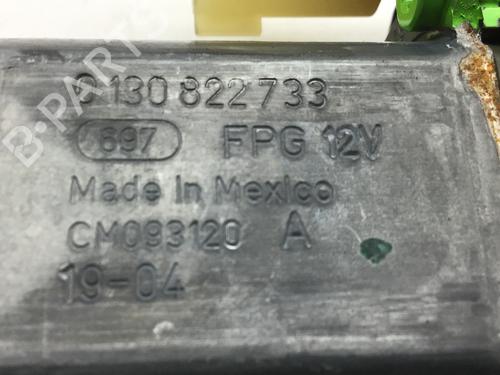 B-PARTS
0 130 822 733
697 FPG 12V
Made in Mexico
CM093120 A
19-04